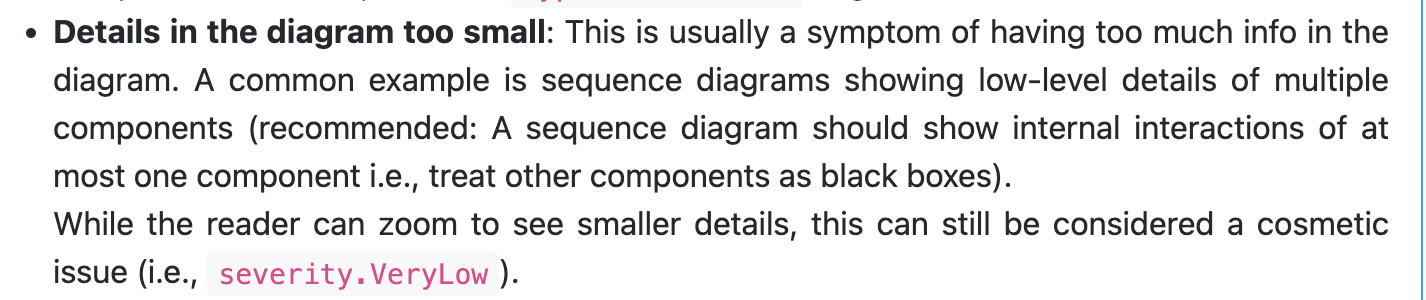 • Details in the diagram too small: This is usually a symptom of having too much info in the
diagram. A common example is sequence diagrams showing low-level details of multiple
components (recommended: A sequence diagram should show internal interactions of at
most one component i.e., treat other components as black boxes).
While the reader can zoom to see smaller details, this can still be considered a cosmetic
issue (i.e., severity.VeryLow ).